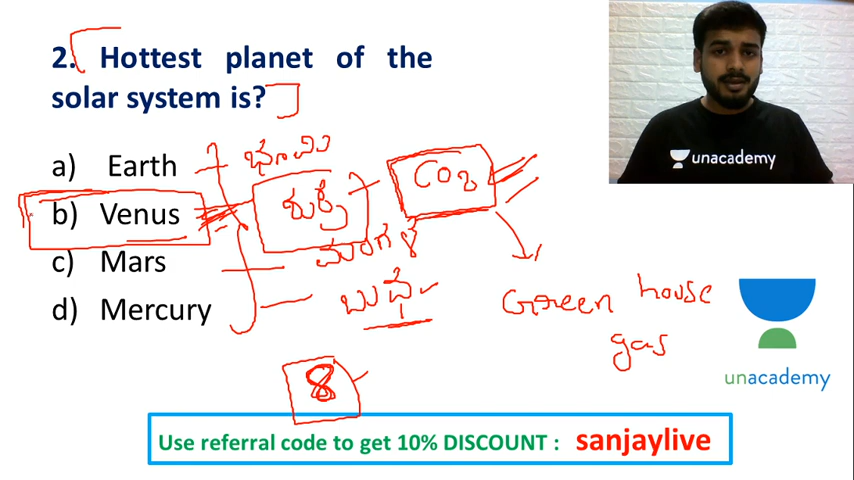 2. Hottest planet of the
solar system is?
a) Earth ಭೂಮಿ
b) Venus ಶುಕ್ರ CO2
c) Mars ಮಂಗಳ
d) Mercury ಬುಧ
Green house
gas
8
unacademy
unacademy
Use referral code to get 10% DISCOUNT : sanjaylive